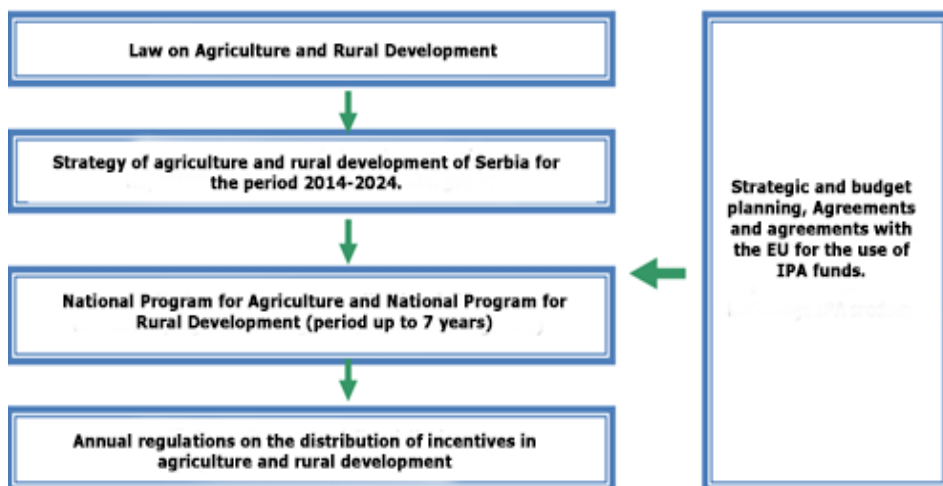 Law on Agriculture and Rural Development
Strategy of agriculture and rural development of Serbia for
the period 2014-2024.
National Program for Agriculture and National Program for
Rural Development (period up to 7 years)
Annual regulations on the distribution of incentives in
agriculture and rural development
Strategic and budget
planning, Agreements
and agreements with
the EU for the use of
IPA funds.